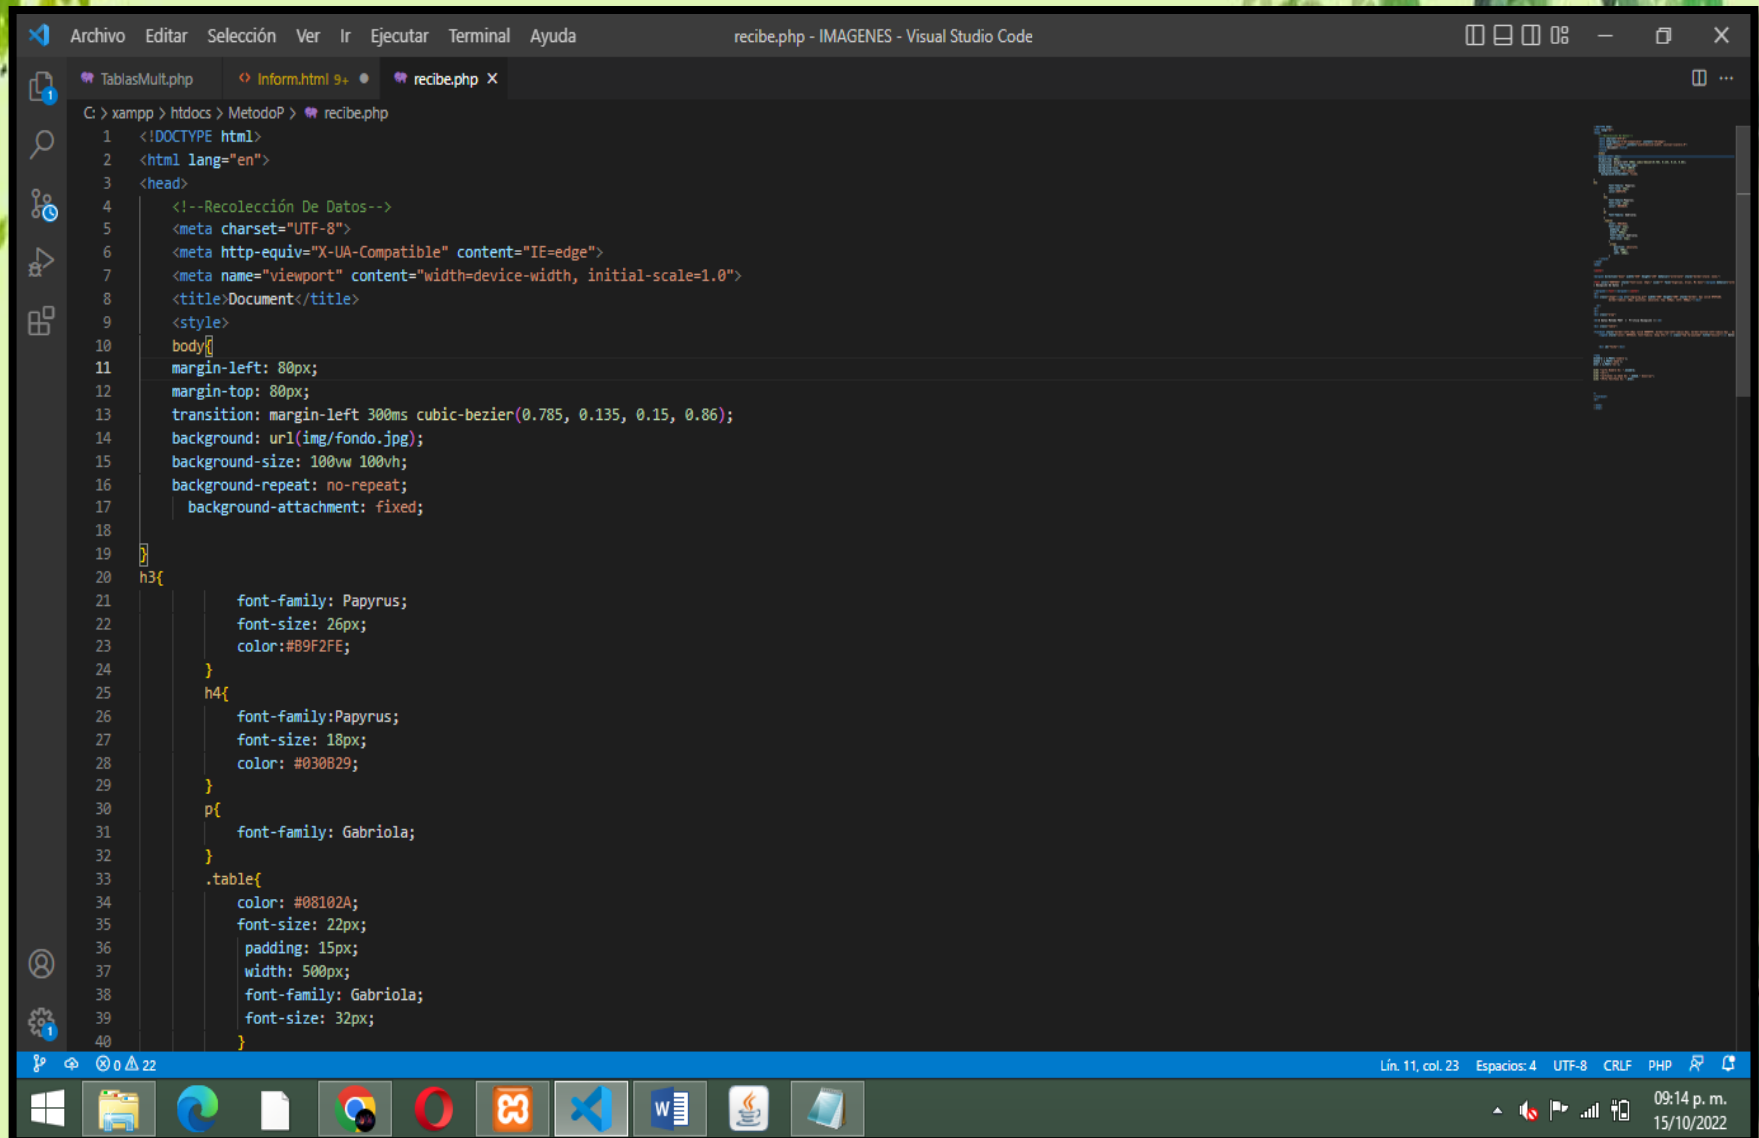 Archivo Editar Selección Ver Ir Ejecutar Terminal Ayuda recibe.php - IMAGENES - Visual Studio Code
TablasMult.php Inform.html 9+ recibe.php
C: > xampp > htdocs > MetodoP > recibe.php
1 <!DOCTYPE html>
2 <html lang="en">
3 <head>
4 <!--Recolección De Datos-->
5 <meta charset="UTF-8">
6 <meta http-equiv="X-UA-Compatible" content="IE=edge">
7 <meta name="viewport" content="width=device-width, initial-scale=1.0">
8 <title>Document</title>
9 <style>
10 body{
11 margin-left: 80px;
12 margin-top: 80px;
13 transition: margin-left 300ms cubic-bezier(0.785, 0.135, 0.15, 0.86);
14 background: url(img/fondo.jpg);
15 background-size: 100vw 100vh;
16 background-repeat: no-repeat;
17 background-attachment: fixed;
18
19 }
20 h3{
21 font-family: Papyrus;
22 font-size: 26px;
23 color:#B9F2FE;
24 }
25 h4{
26 font-family:Papyrus;
27 font-size: 18px;
28 color: #030B29;
29 }
30 p{
31 font-family: Gabriola;
32 }
33 .table{
34 color: #08102A;
35 font-size: 22px;
36 padding: 15px;
37 width: 500px;
38 font-family: Gabriola;
39 font-size: 32px;
40 }
1
1
0 22 Lín. 11, col. 23 Espacios: 4 UTF-8 CRLF PHP
09:14 p. m.
15/10/2022